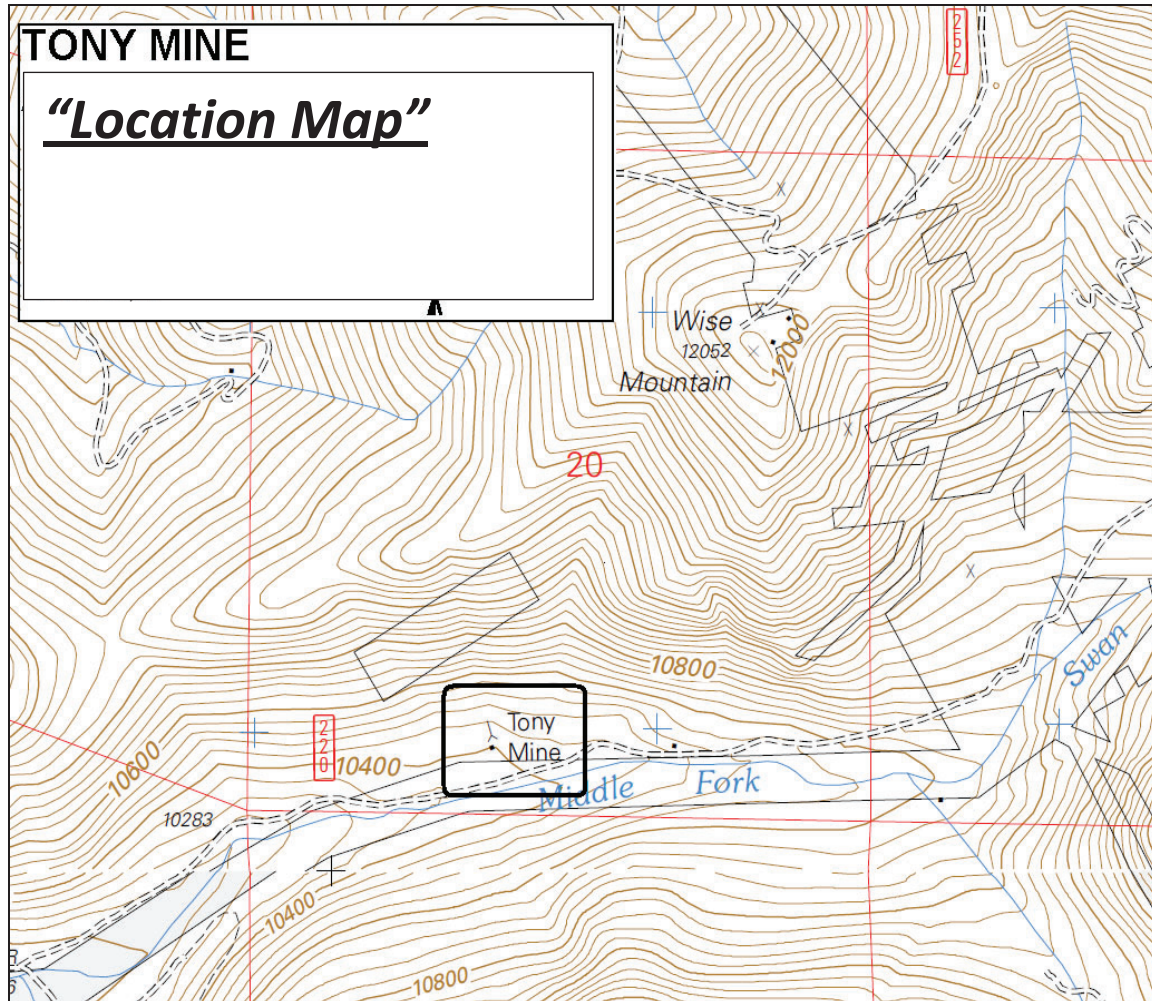 TONY MINE
“Location Map”
252
Wise
12052
Mountain
12000
20
10800
Swan
Tony
Mine
220
10400
10600
Middle Fork
10283
10400
10800